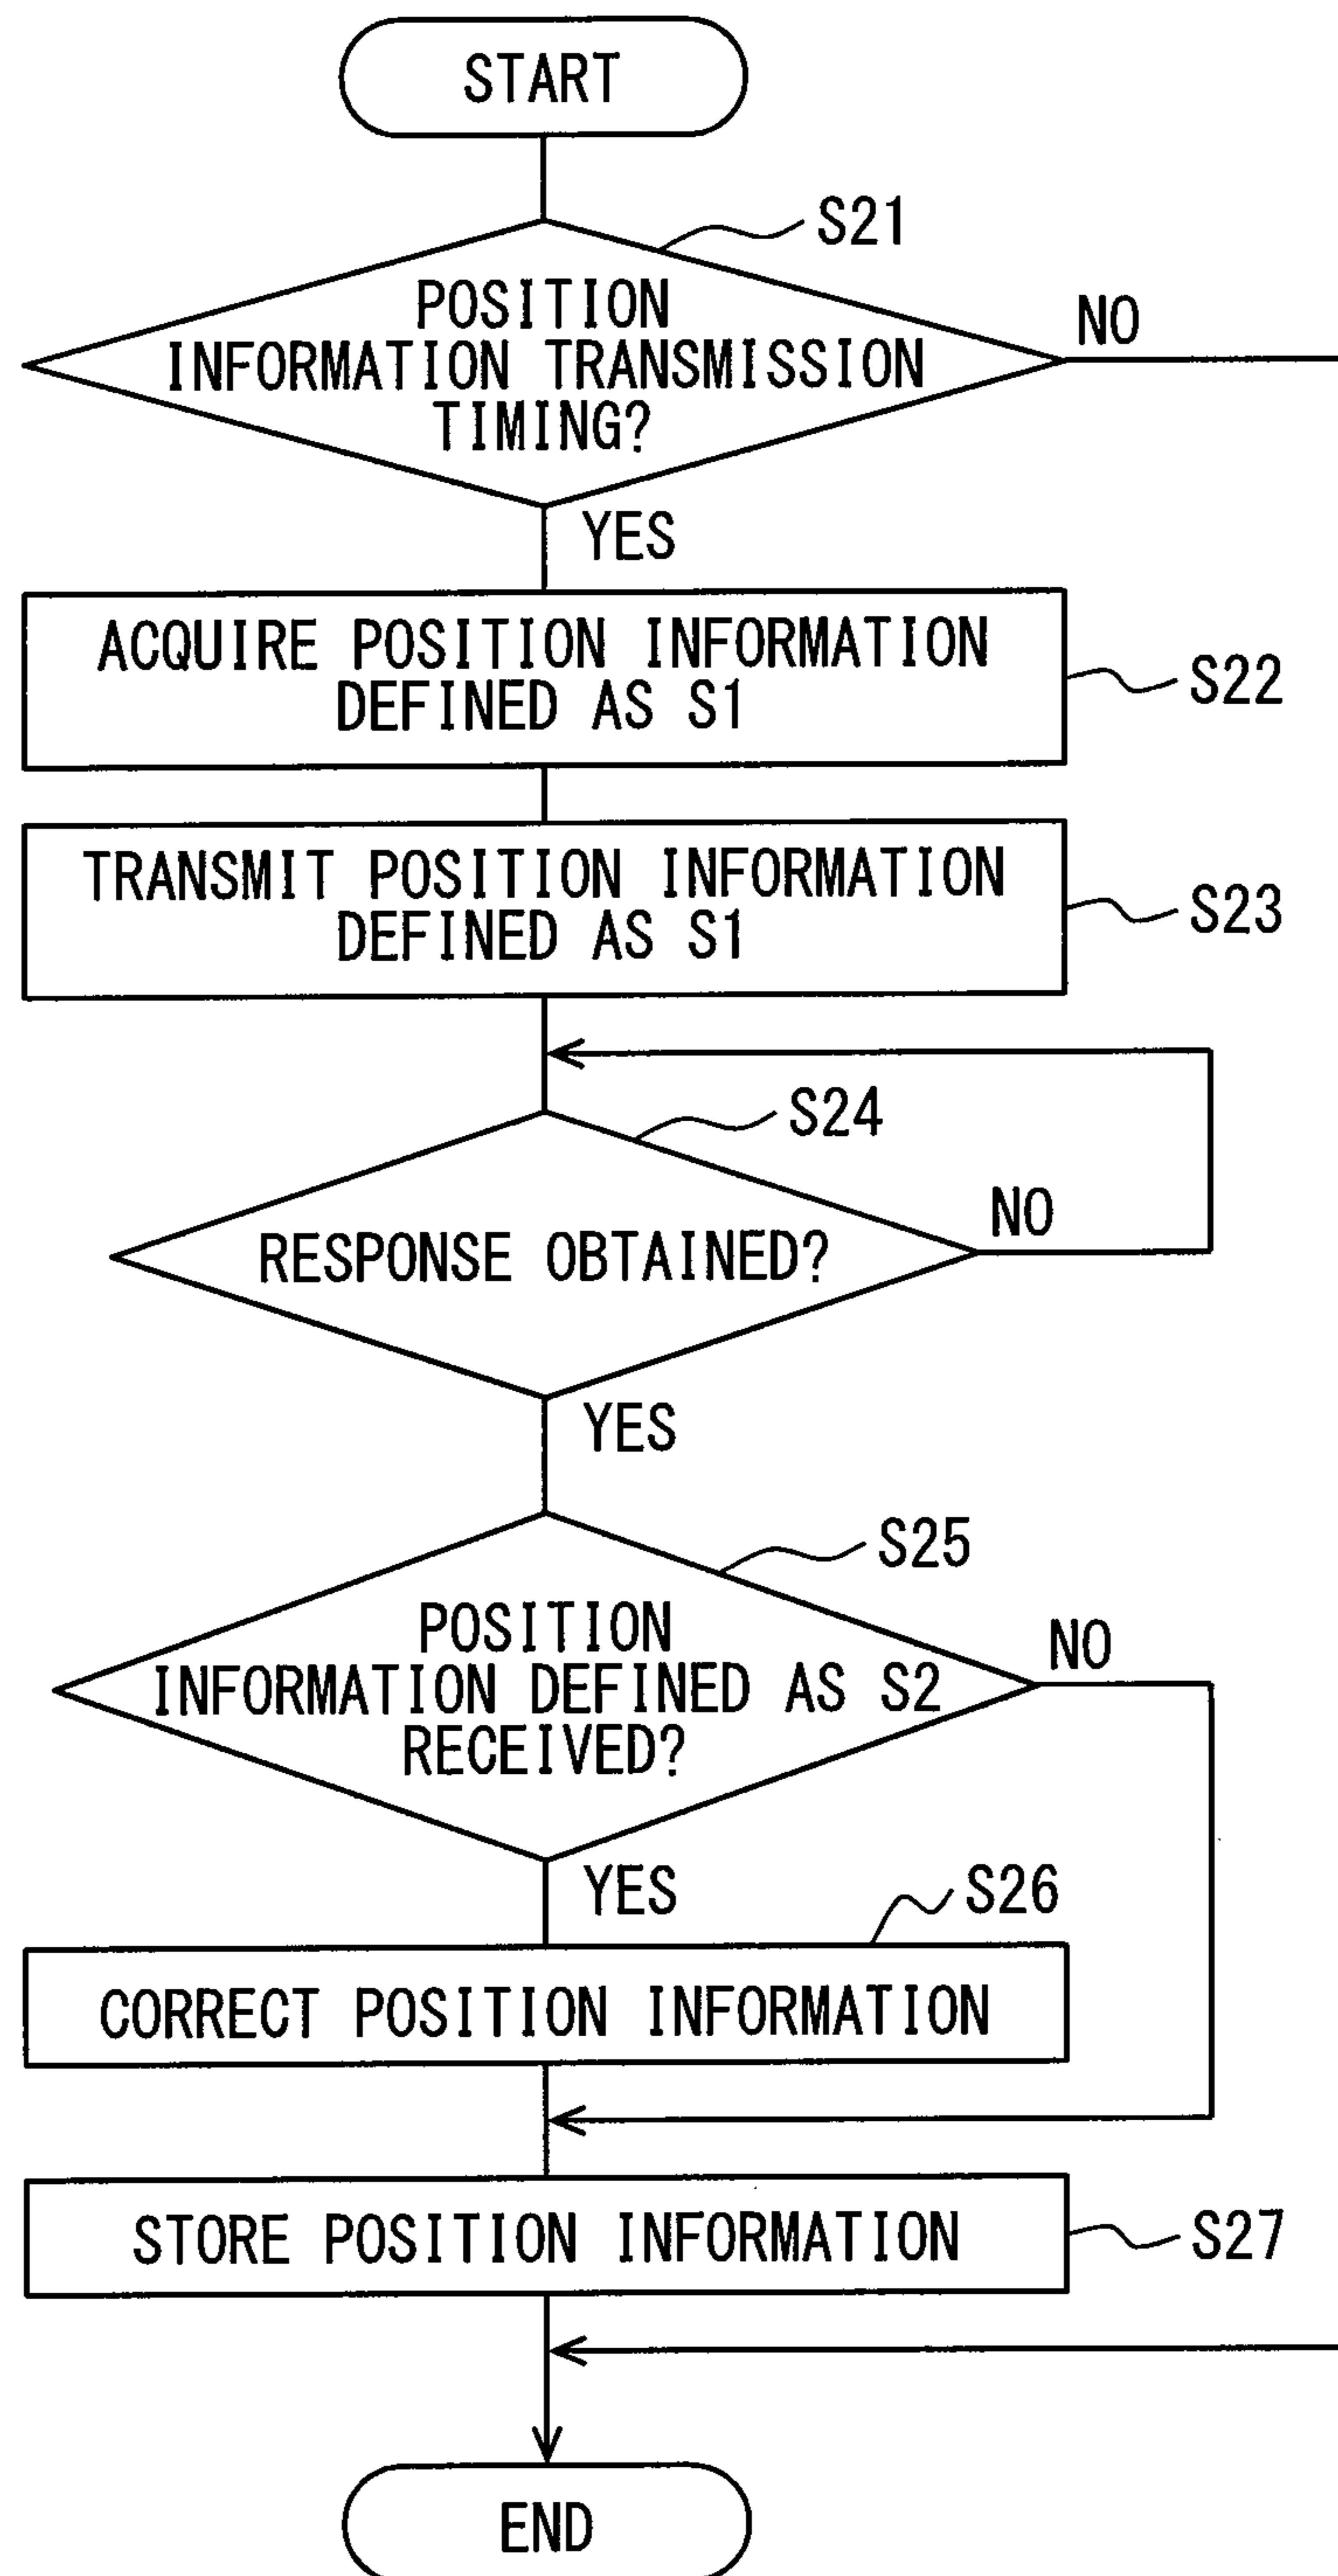 START
S21
POSITION
INFORMATION TRANSMISSION
TIMING?
NO
YES
ACQUIRE POSITION INFORMATION
DEFINED AS S1
S22
TRANSMIT POSITION INFORMATION
DEFINED AS S1
S23
S24
RESPONSE OBTAINED?
NO
YES
S25
POSITION
INFORMATION DEFINED AS S2
RECEIVED?
NO
YES
S26
CORRECT POSITION INFORMATION
STORE POSITION INFORMATION
S27
END